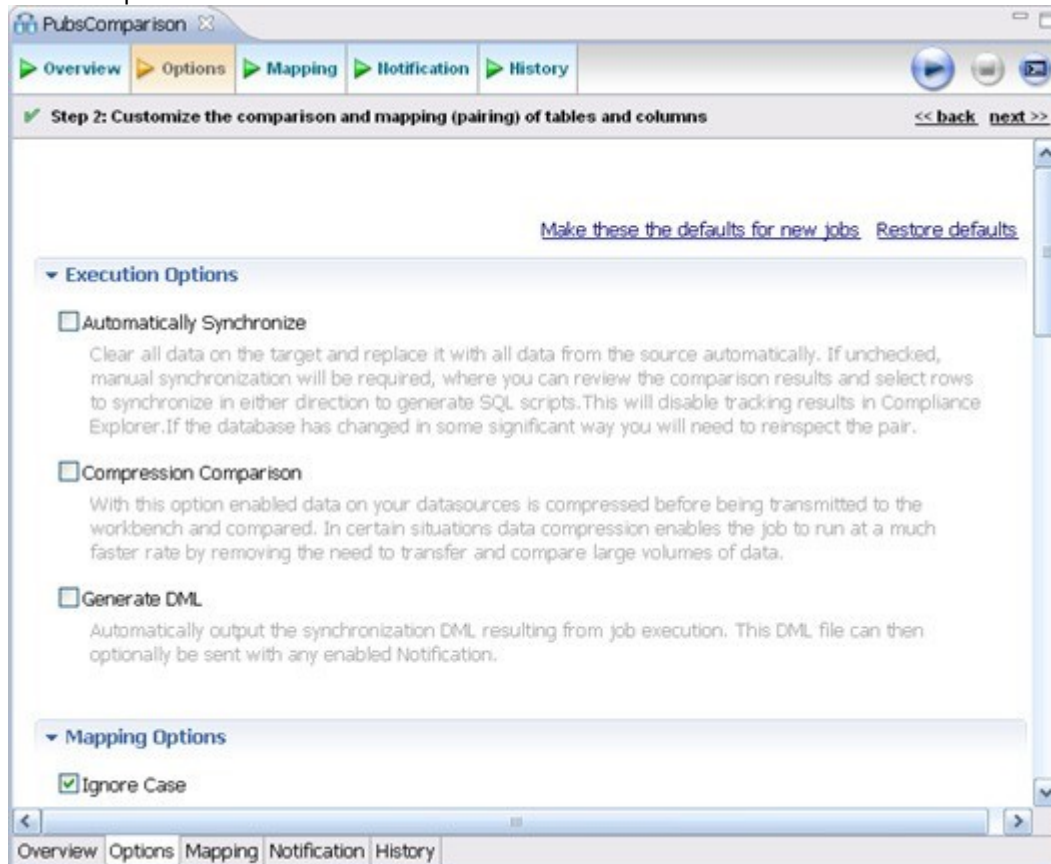 PubsComparison
Overview Options Mapping Notification History
Step 2: Customize the comparison and mapping (pairing) of tables and columns << back next >>
Make these the defaults for new jobs Restore defaults
Execution Options
Automatically Synchronize
Clear all data on the target and replace it with all data from the source automatically. If unchecked,
manual synchronization will be required, where you can review the comparison results and select rows
to synchronize in either direction to generate SQL scripts.This will disable tracking results in Compliance
Explorer.If the database has changed in some significant way you will need to reinspect the pair.
Compression Comparison
With this option enabled data on your datasources is compressed before being transmitted to the
workbench and compared. In certain situations data compression enables the job to run at a much
faster rate by removing the need to transfer and compare large volumes of data.
Generate DML
Automatically output the synchronization DML resulting from job execution. This DML file can then
optionally be sent with any enabled Notification.
Mapping Options
Ignore Case
Overview Options Mapping Notification History